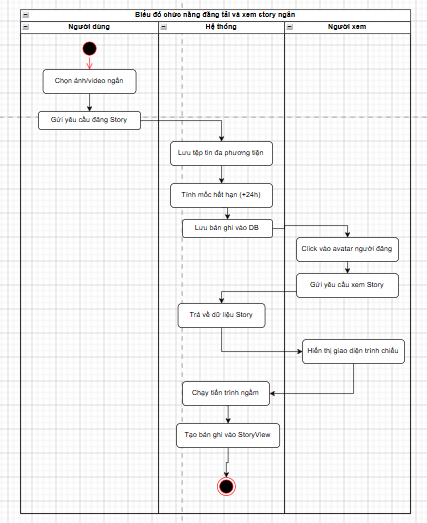 Biểu đồ chức năng đăng tải và xem story ngắn
Người dùng
Hệ thống
Người xem
Chọn ảnh/video ngắn
Gửi yêu cầu đăng Story
Lưu tệp tin đa phương tiện
Tính mốc hết hạn (+24h)
Lưu bản ghi vào DB
Click vào avatar người đăng
Gửi yêu cầu xem Story
Trả về dữ liệu Story
Hiển thị giao diện trình chiếu
Chạy tiến trình ngầm
Tạo bản ghi vào StoryView